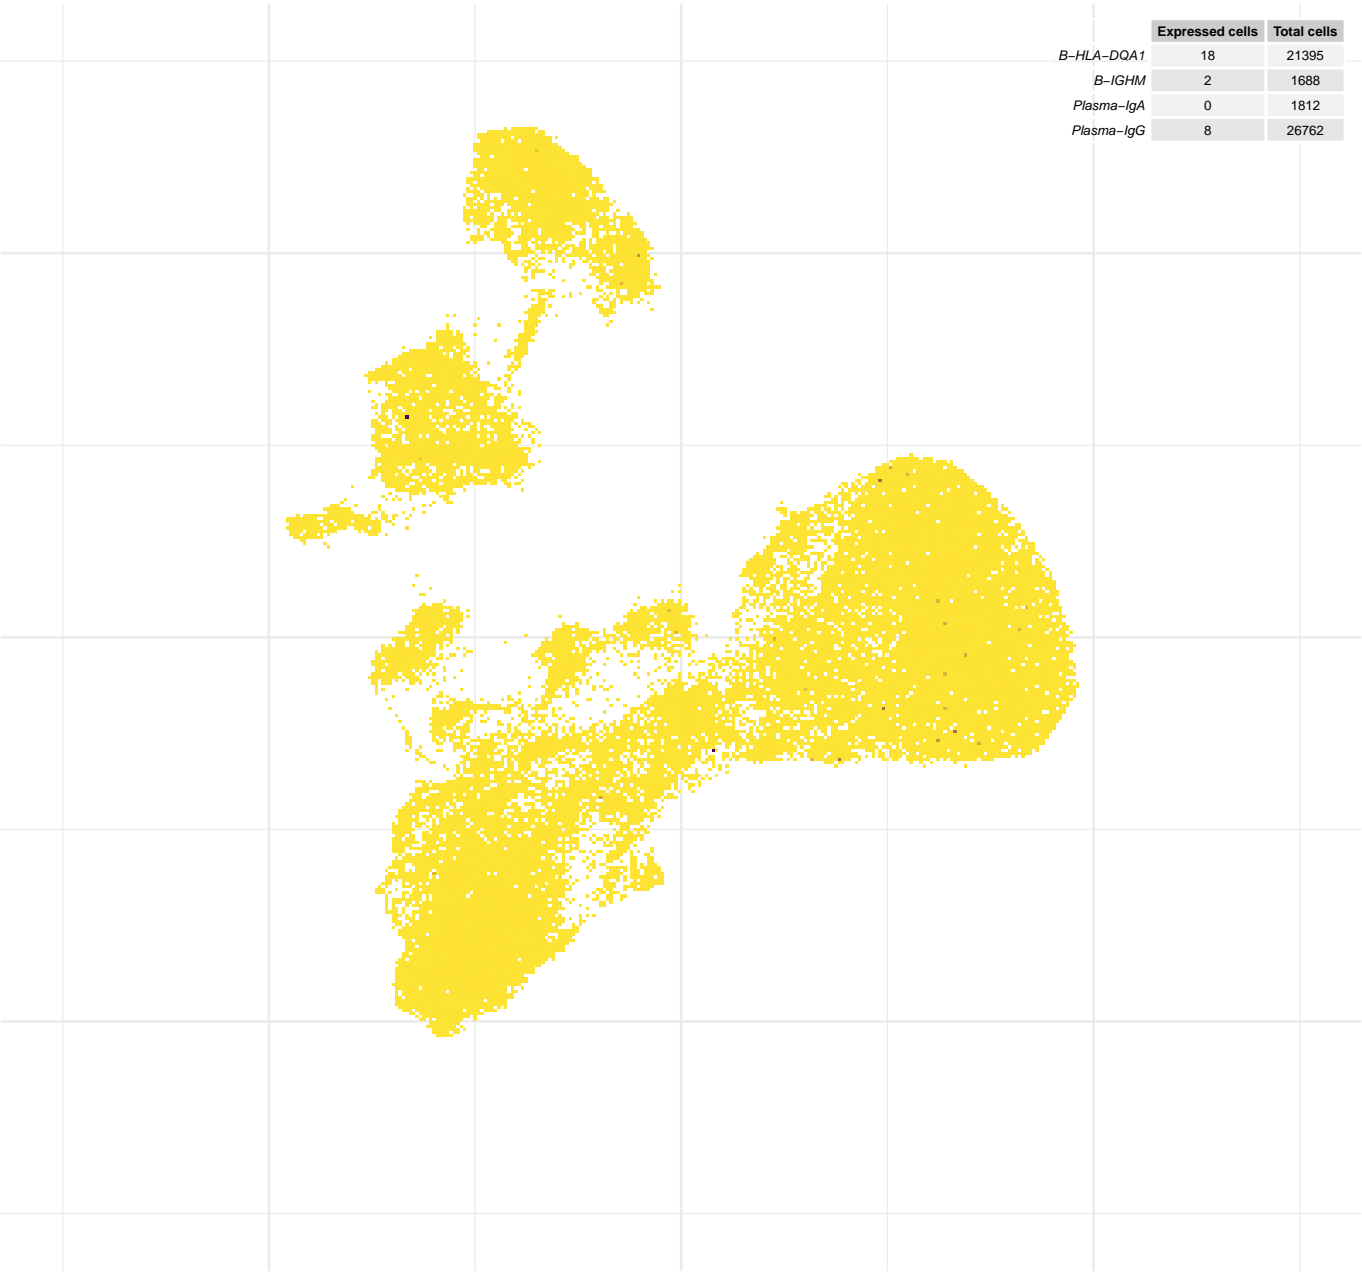 Expressed cells Total cells
B−HLA−DQA1 18 21395
B−IGHM 2 1688
Plasma−IgA 0 1812
Plasma−IgG 8 26762